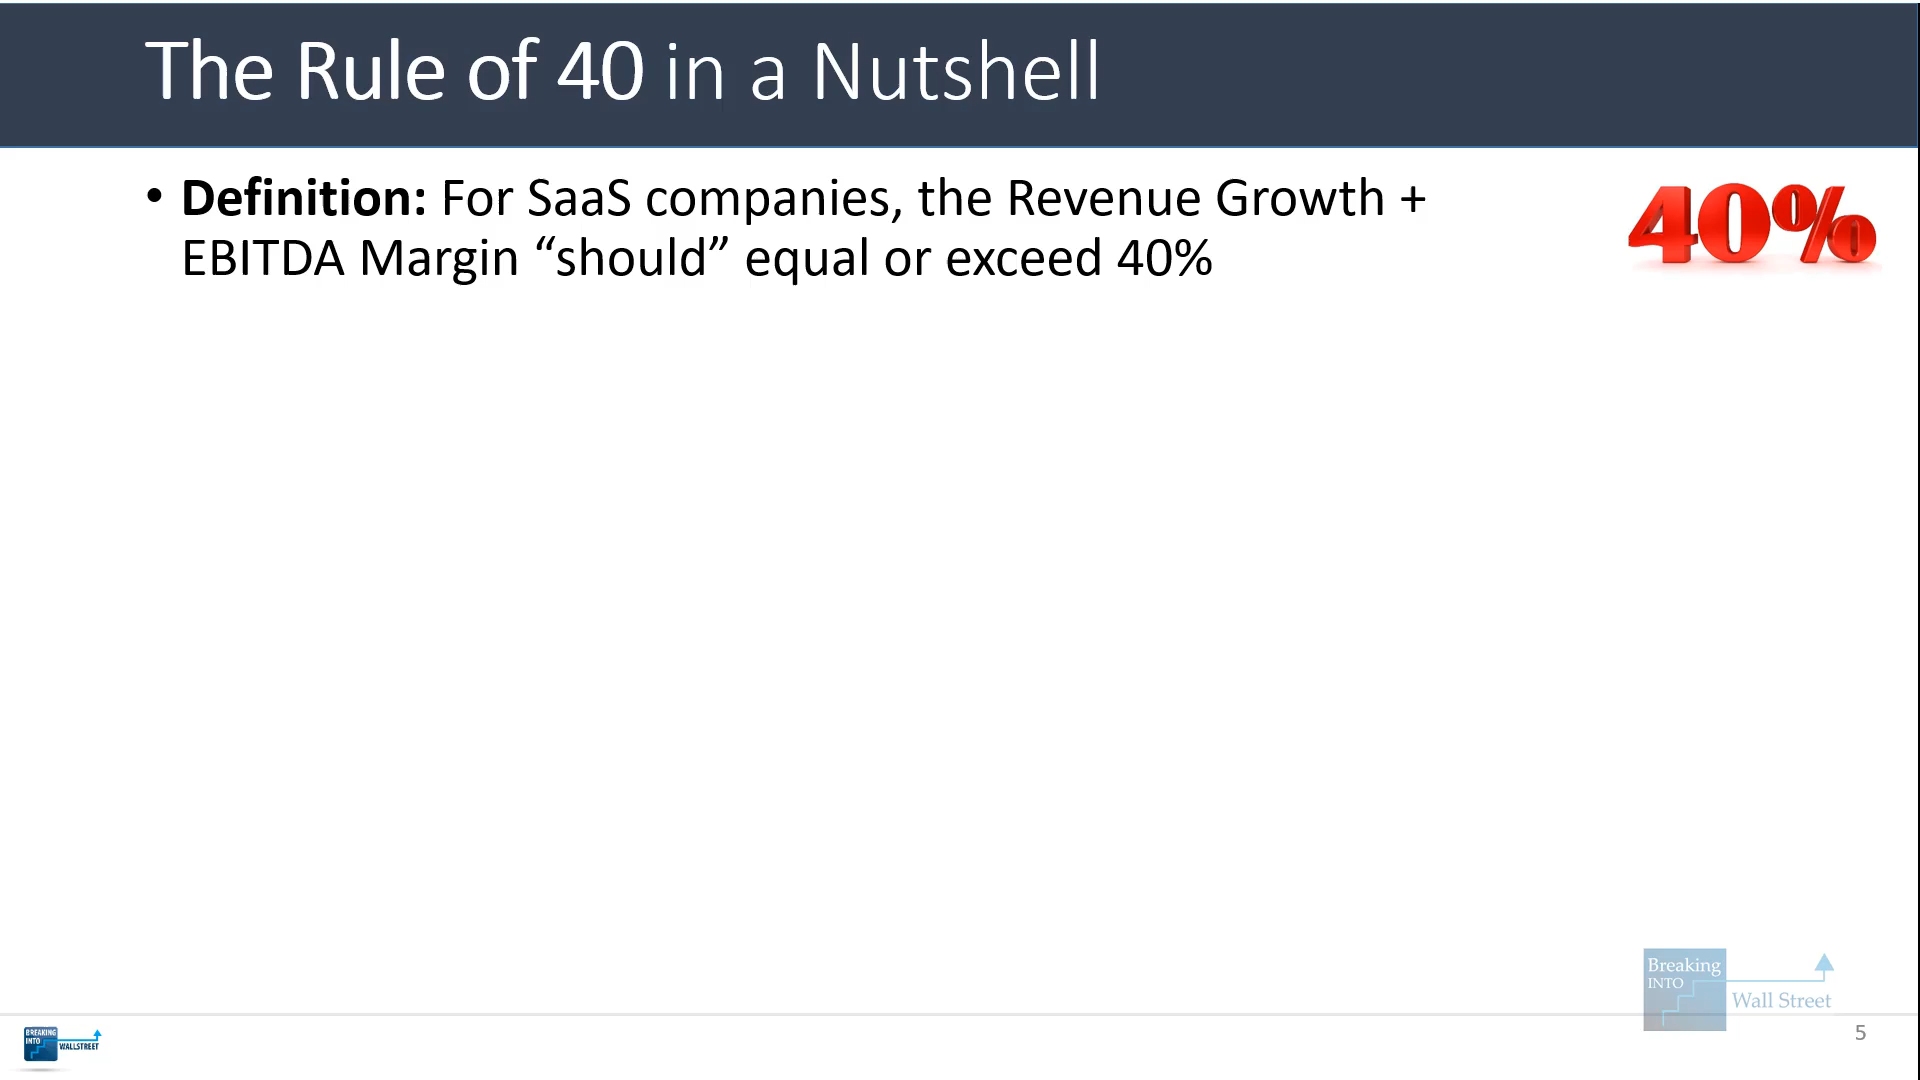 The Rule of 40 in a Nutshell
• Definition: For SaaS companies, the Revenue Growth +
EBITDA Margin “should” equal or exceed 40%
40%
Breaking
INTO
Wall Street
BREAKING
INTO
WALLSTREET
5